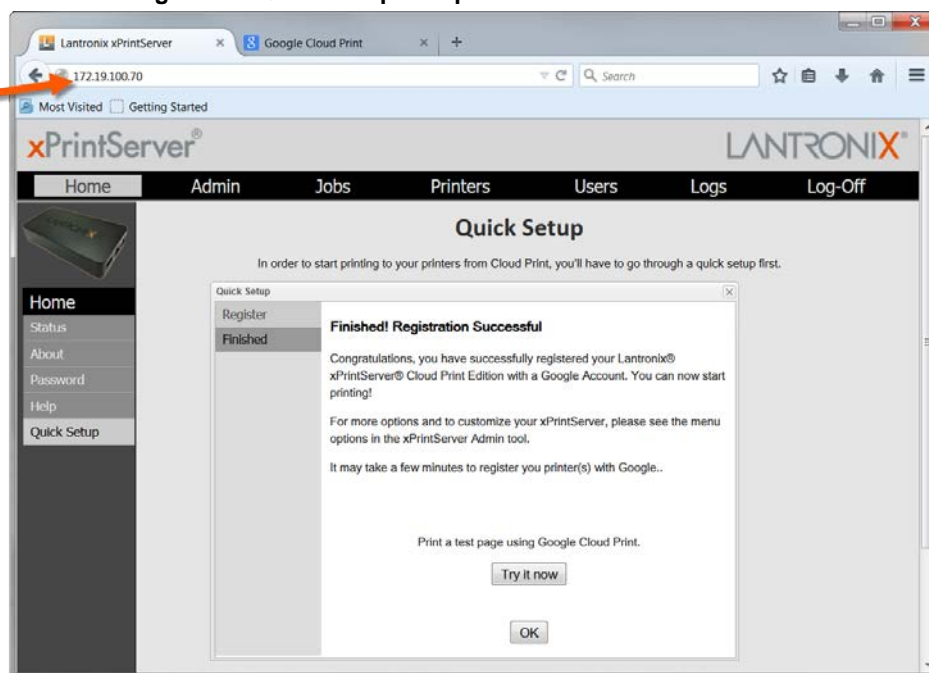 Lantronix xPrintServer
Google Cloud Print
172.19.100.70
Search
Most Visited Getting Started
xPrintServer® LANTRONIX®
Home Admin Jobs Printers Users Logs Log-Off
Quick Setup
In order to start printing to your printers from Cloud Print, you'll have to go through a quick setup first.
Home
Status
About
Password
Help
Quick Setup
Quick Setup
Register
Finished
Finished! Registration Successful
Congratulations, you have successfully registered your Lantronix®
xPrintServer® Cloud Print Edition with a Google Account. You can now start
printing!
For more options and to customize your xPrintServer, please see the menu
options in the xPrintServer Admin tool.
It may take a few minutes to register you printer(s) with Google..
Print a test page using Google Cloud Print.
Try it now
OK